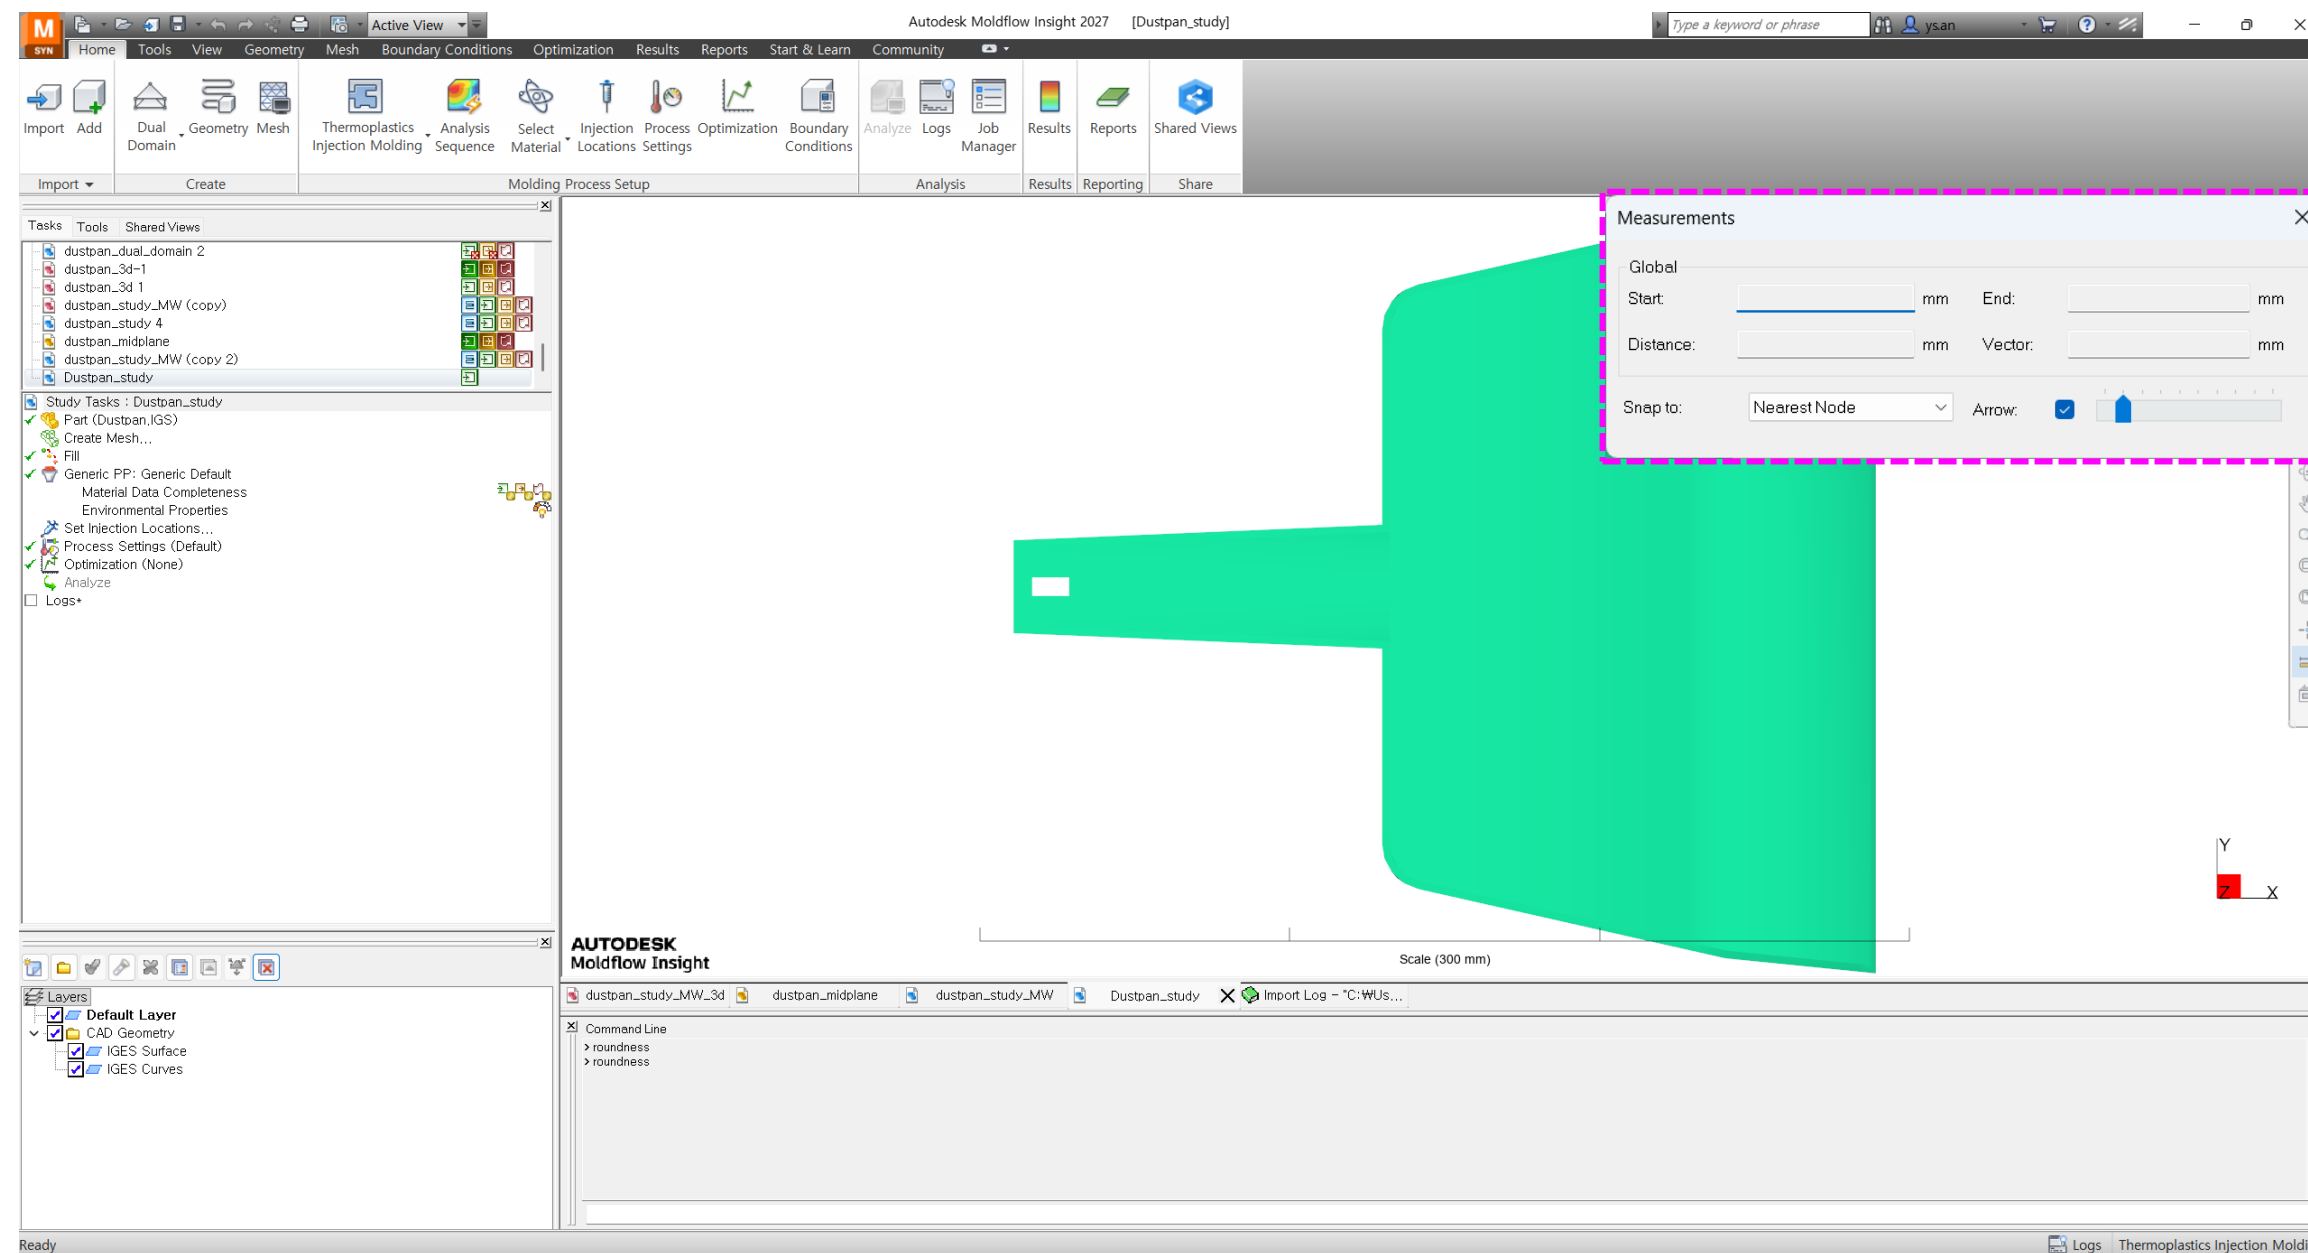 Active View
Autodesk Moldflow Insight 2027 [Dustpan_study]
Type a keyword or phrase
ys.an
M
SYN
Home Tools View Geometry Mesh Boundary Conditions Optimization Results Reports Start & Learn Community
Import Add
Dual Domain
Geometry Mesh
Thermoplastics Injection Molding
Analysis Sequence
Select Material
Injection Locations
Process Settings
Optimization
Boundary Conditions
Analyze Logs
Job Manager
Results
Reports
Shared Views
Import Create Molding Process Setup Analysis Results Reporting Share
Tasks Tools Shared Views
dustpan_dual_domain 2
dustpan_3d-1
dustpan_3d 1
dustpan_study_MW (copy)
dustpan_study 4
dustpan_midplane
dustpan_study_MW (copy 2)
Dustpan_study
Study Tasks : Dustpan_study
Part (Dustpan.IGS)
Create Mesh...
Fill
Generic PP: Generic Default
Material Data Completeness
Environmental Properties
Set Injection Locations...
Process Settings (Default)
Optimization (None)
Analyze
Logs*
Measurements
Global
Start: mm End: mm
Distance: mm Vector: mm
Snap to: Nearest Node Arrow:
Y
Z X
AUTODESK
Moldflow Insight
Scale (300 mm)
Layers
Default Layer
CAD Geometry
IGES Surface
IGES Curves
dustpan_study_MW_3d dustpan_midplane dustpan_study_MW Dustpan_study Import Log - "C:₩Us...
Command Line
> roundness
> roundness
Ready
Logs Thermoplastics Injection Moldi